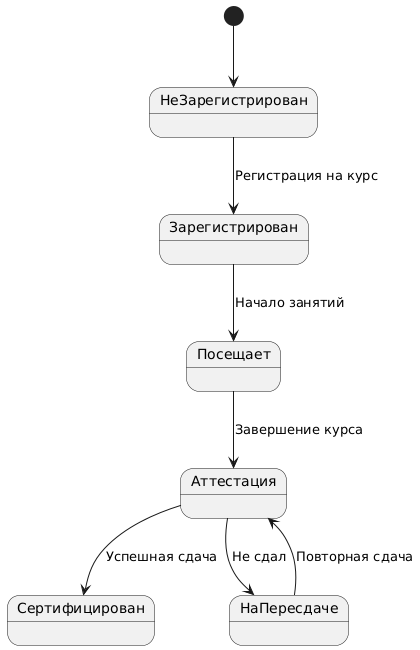 НеЗарегистрирован
Регистрация на курс
Зарегистрирован
Начало занятий
Посещает
Завершение курса
Аттестация
Успешная сдача
Не сдал
Повторная сдача
Сертифицирован
НаПересдаче